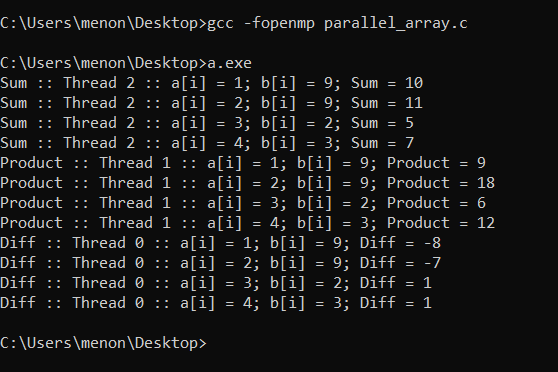 C:\Users\menon\Desktop>gcc -fopenmp parallel_array.c
C:\Users\menon\Desktop>a.exe
Sum :: Thread 2 :: a[i] = 1; b[i] = 9; Sum = 10
Sum :: Thread 2 :: a[i] = 2; b[i] = 9; Sum = 11
Sum :: Thread 2 :: a[i] = 3; b[i] = 2; Sum = 5
Sum :: Thread 2 :: a[i] = 4; b[i] = 3; Sum = 7
Product :: Thread 1 :: a[i] = 1; b[i] = 9; Product = 9
Product :: Thread 1 :: a[i] = 2; b[i] = 9; Product = 18
Product :: Thread 1 :: a[i] = 3; b[i] = 2; Product = 6
Product :: Thread 1 :: a[i] = 4; b[i] = 3; Product = 12
Diff :: Thread 0 :: a[i] = 1; b[i] = 9; Diff = -8
Diff :: Thread 0 :: a[i] = 2; b[i] = 9; Diff = -7
Diff :: Thread 0 :: a[i] = 3; b[i] = 2; Diff = 1
Diff :: Thread 0 :: a[i] = 4; b[i] = 3; Diff = 1
C:\Users\menon\Desktop>